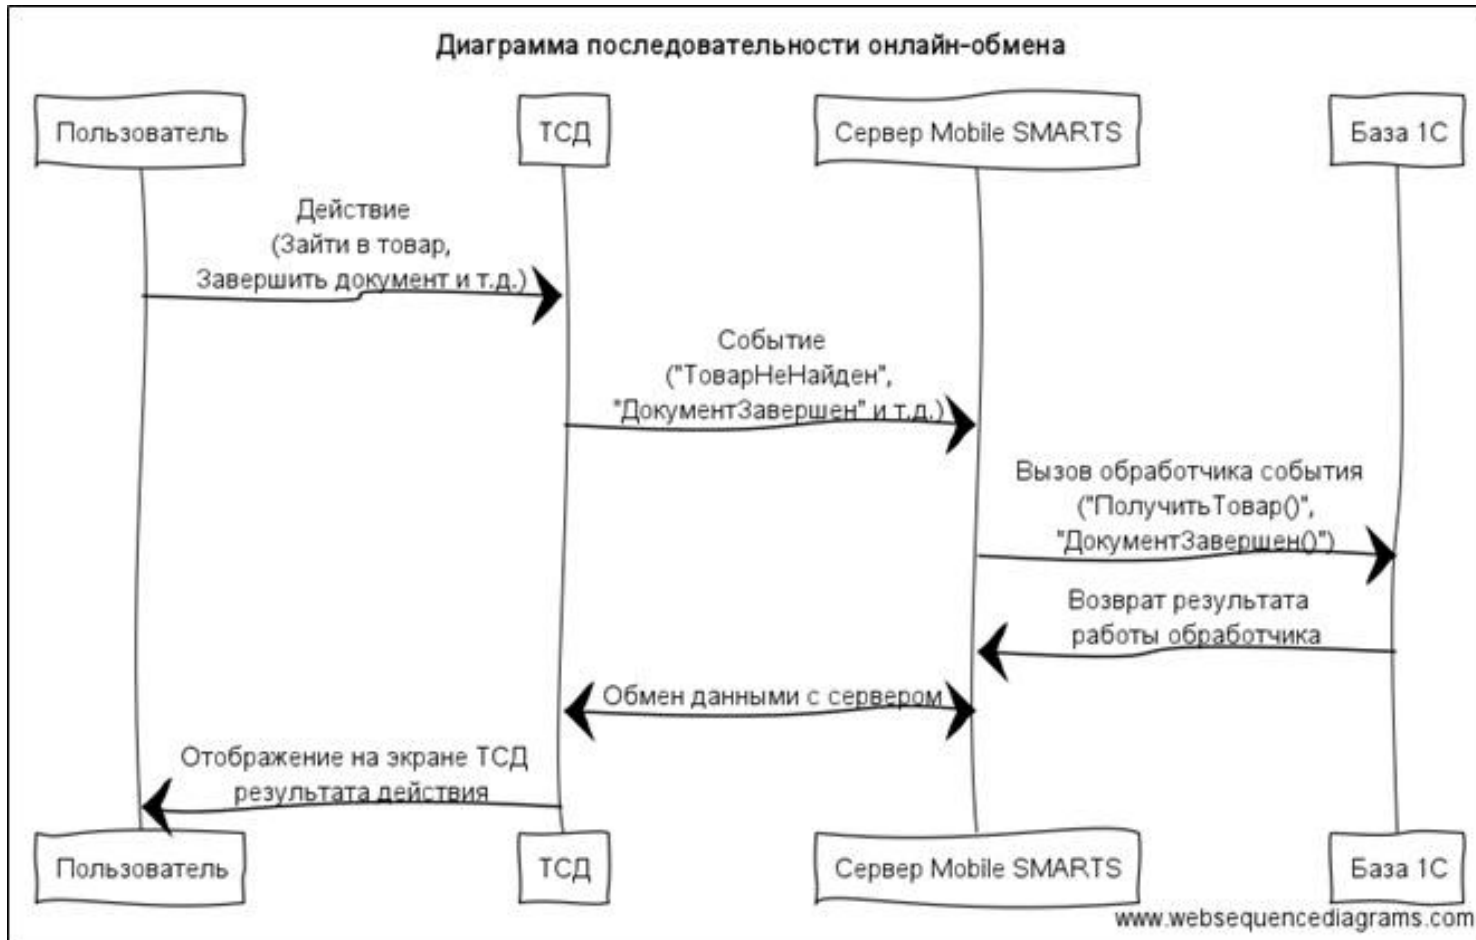 Диаграмма последовательности онлайн-обмена
Пользователь
ТСД
Сервер Mobile SMARTS
База 1С
Действие
(Зайти в товар,
Завершить документ и т.д.)
Событие
("ТоварНеНайден",
"ДокументЗавершен" и т.д.)
Вызов обработчика события
("ПолучитьТовар()",
"ДокументЗавершен()")
Возврат результата
работы обработчика
Обмен данными с сервером
Отображение на экране ТСД
результата действия
Пользователь
ТСД
Сервер Mobile SMARTS
База 1С
www.websequencediagrams.com